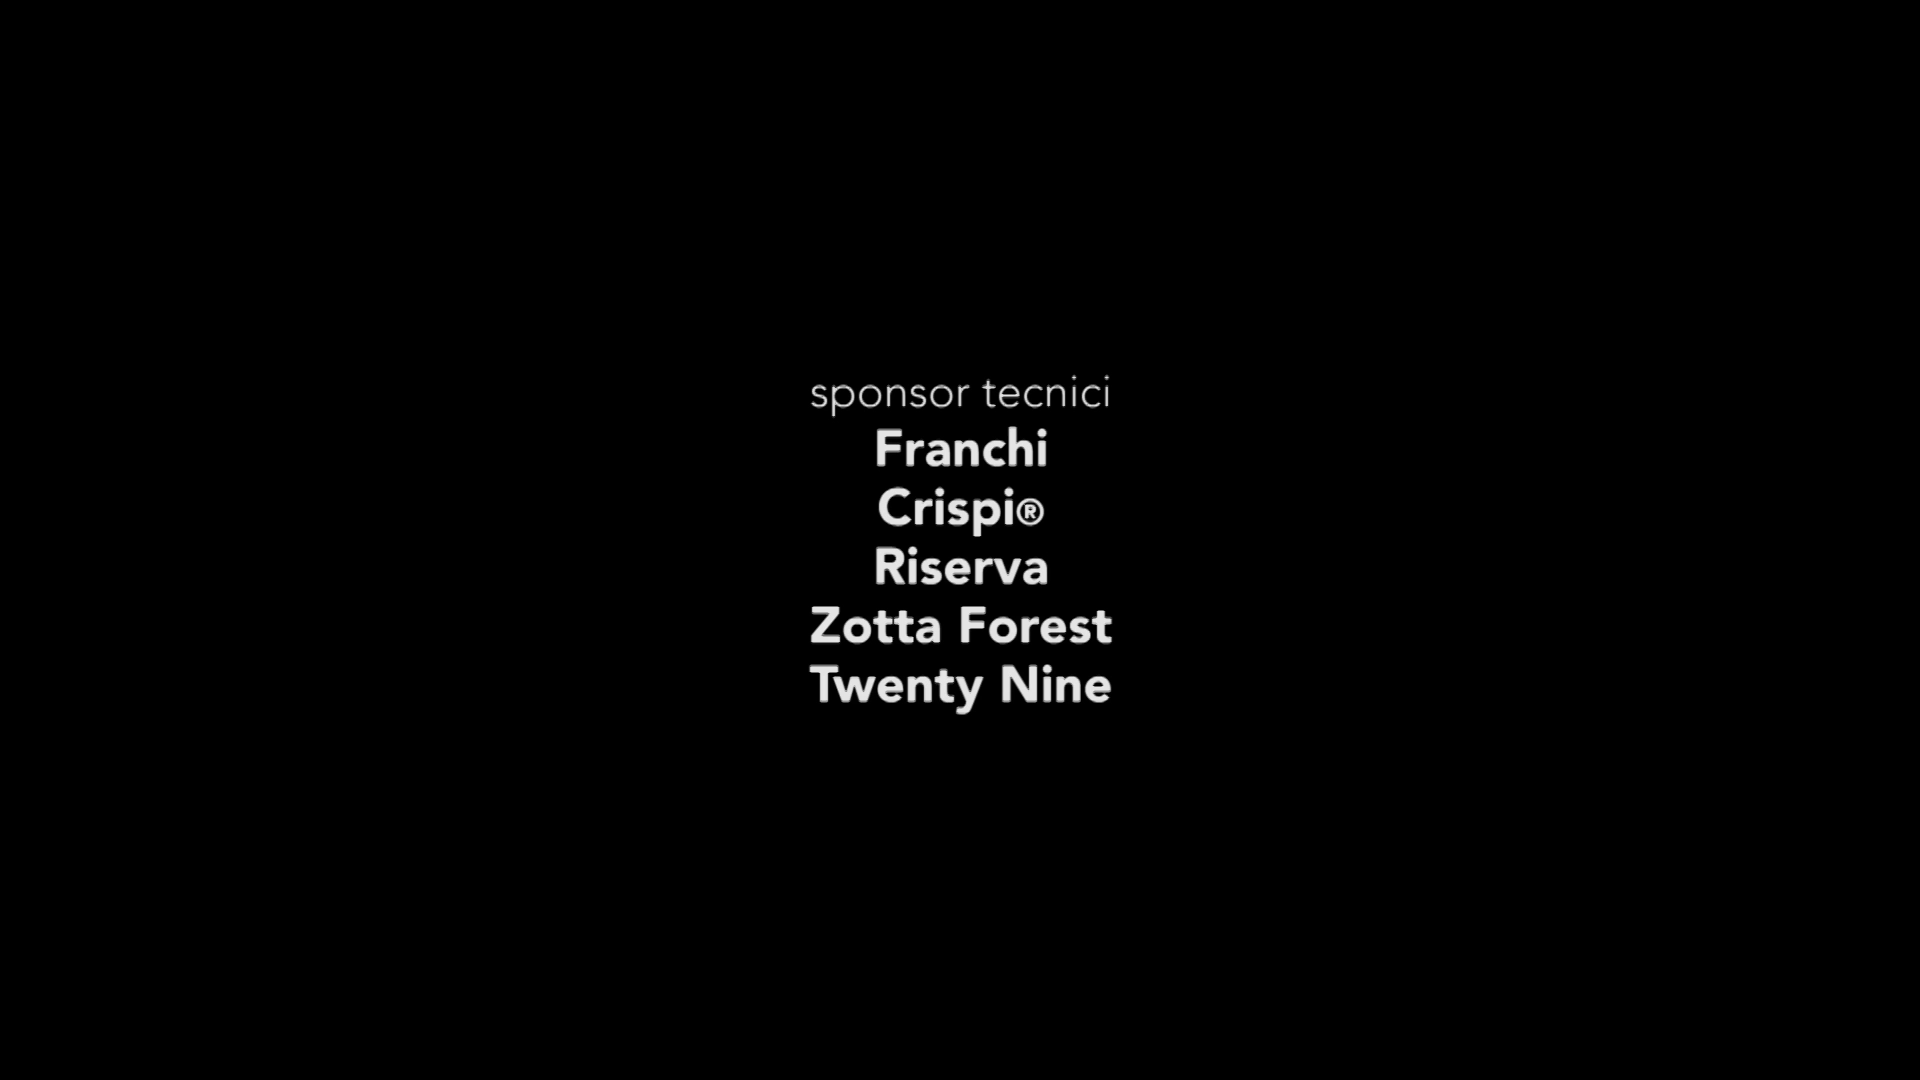 sponsor tecnici
Franchi
Crispi®
Riserva
Zotta Forest
Twenty Nine